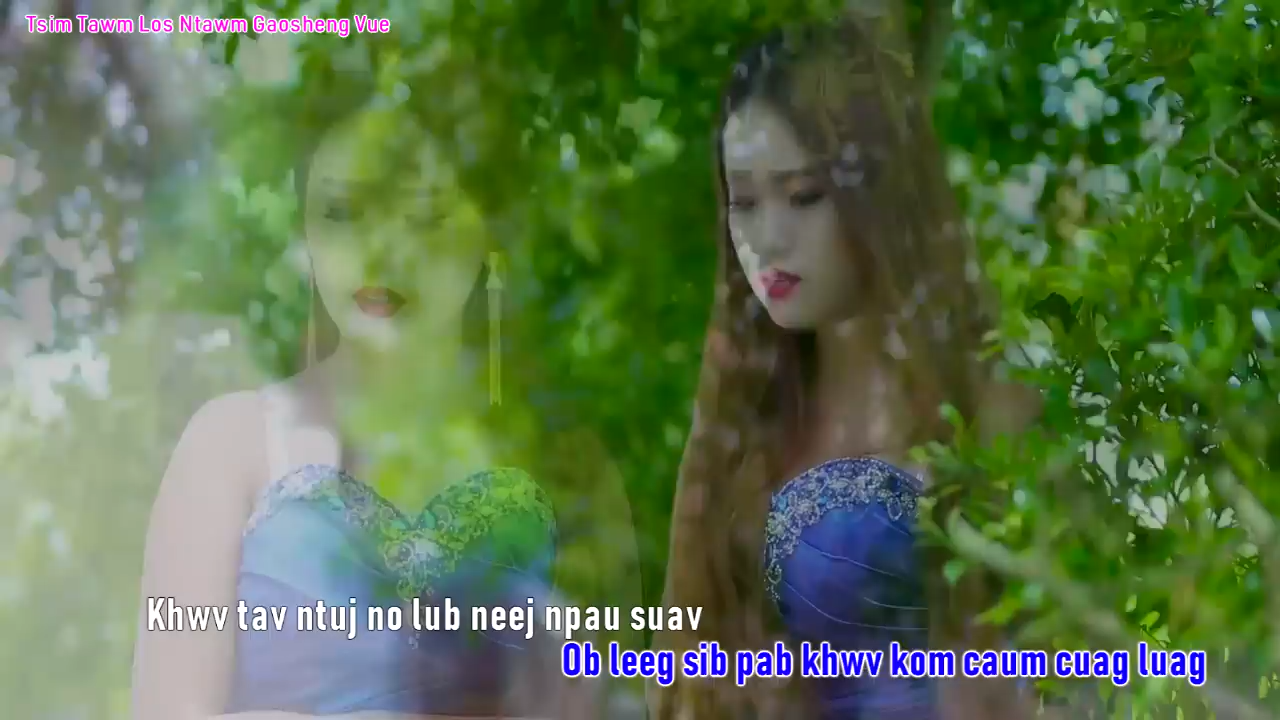 Tsim Tawm Los Ntawm Gaosheng Vue
Khwv tav ntuj no lub neej npau suav
Ob leeg sib pab khwv kom caum cuag luag